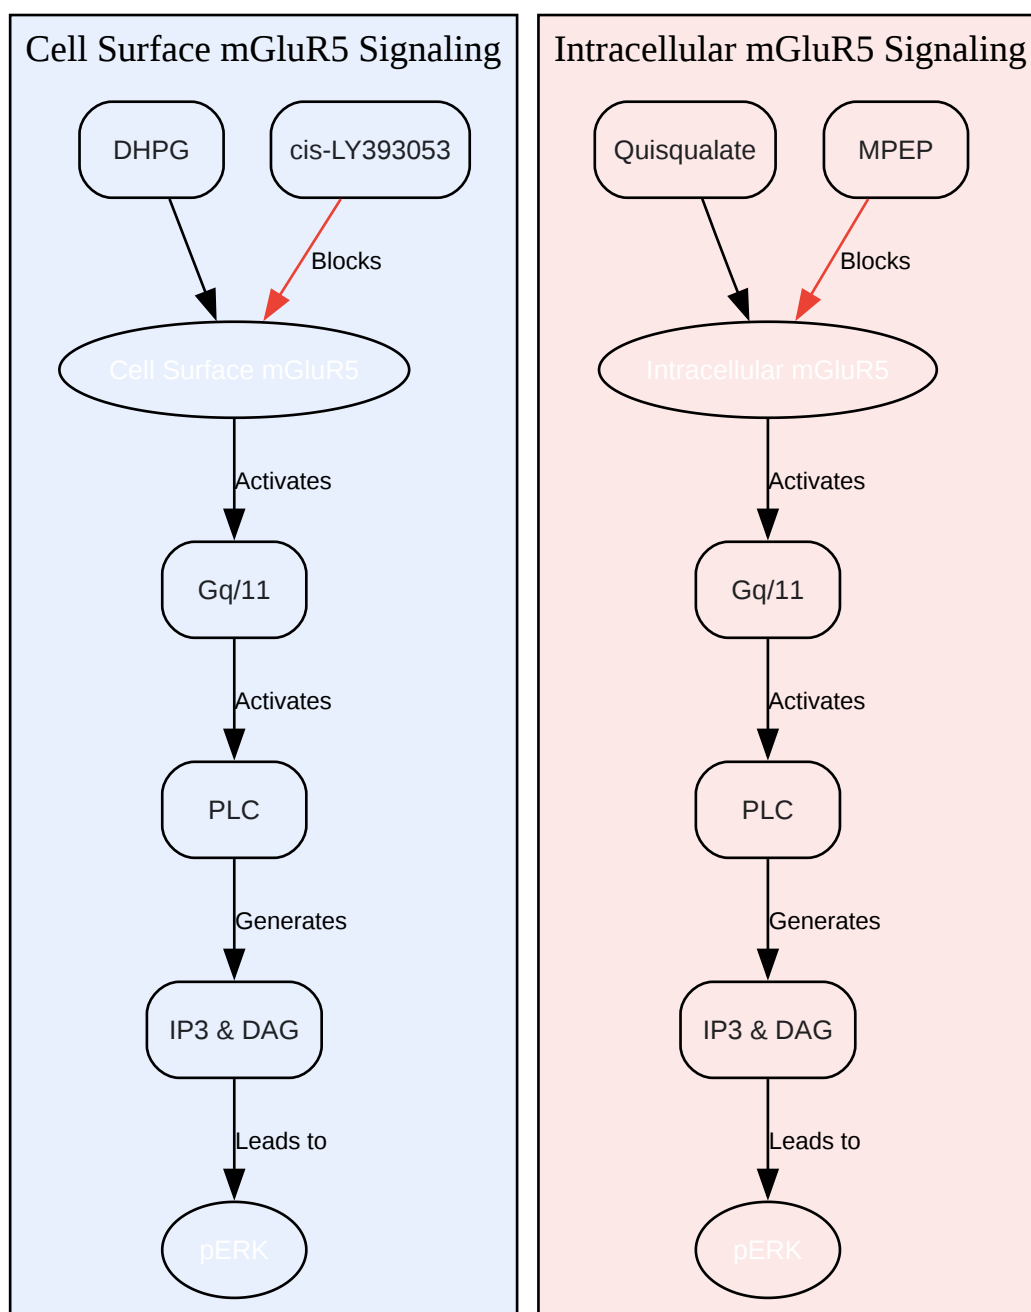 Cell Surface mGluR5 Signaling
DHPG
cis-LY393053
Blocks
Cell Surface mGluR5
Activates
Gq/11
Activates
PLC
Generates
IP3 & DAG
Leads to
pERK
Intracellular mGluR5 Signaling
Quisqualate
MPEP
Blocks
Intracellular mGluR5
Activates
Gq/11
Activates
PLC
Generates
IP3 & DAG
Leads to
pERK